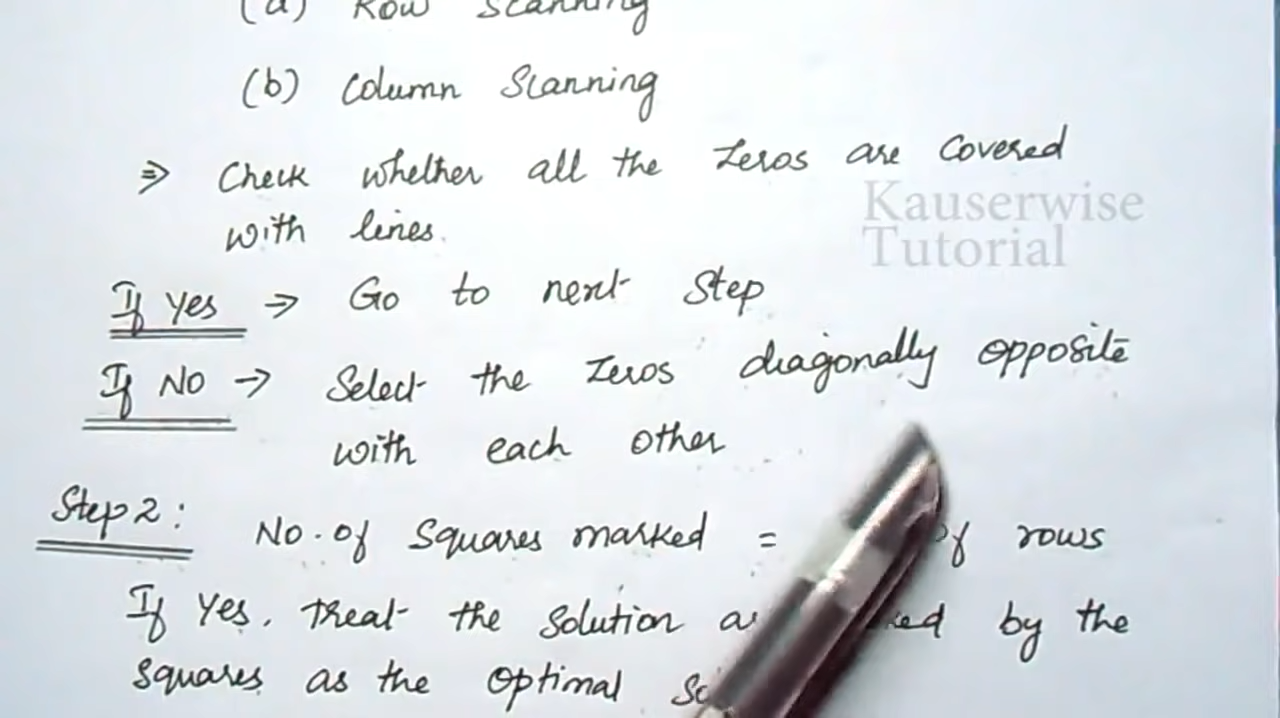 (a) Row Scanning
(b) Column Scanning
⇒ Check whether all the zeros are covered
with lines.
Kauserwise
Tutorial
If Yes → Go to next Step
If No → Select the zeros diagonally opposite
with each other
Step 2: No. of Squares marked = of rows
If Yes, treat the solution by the
squares as the optimal